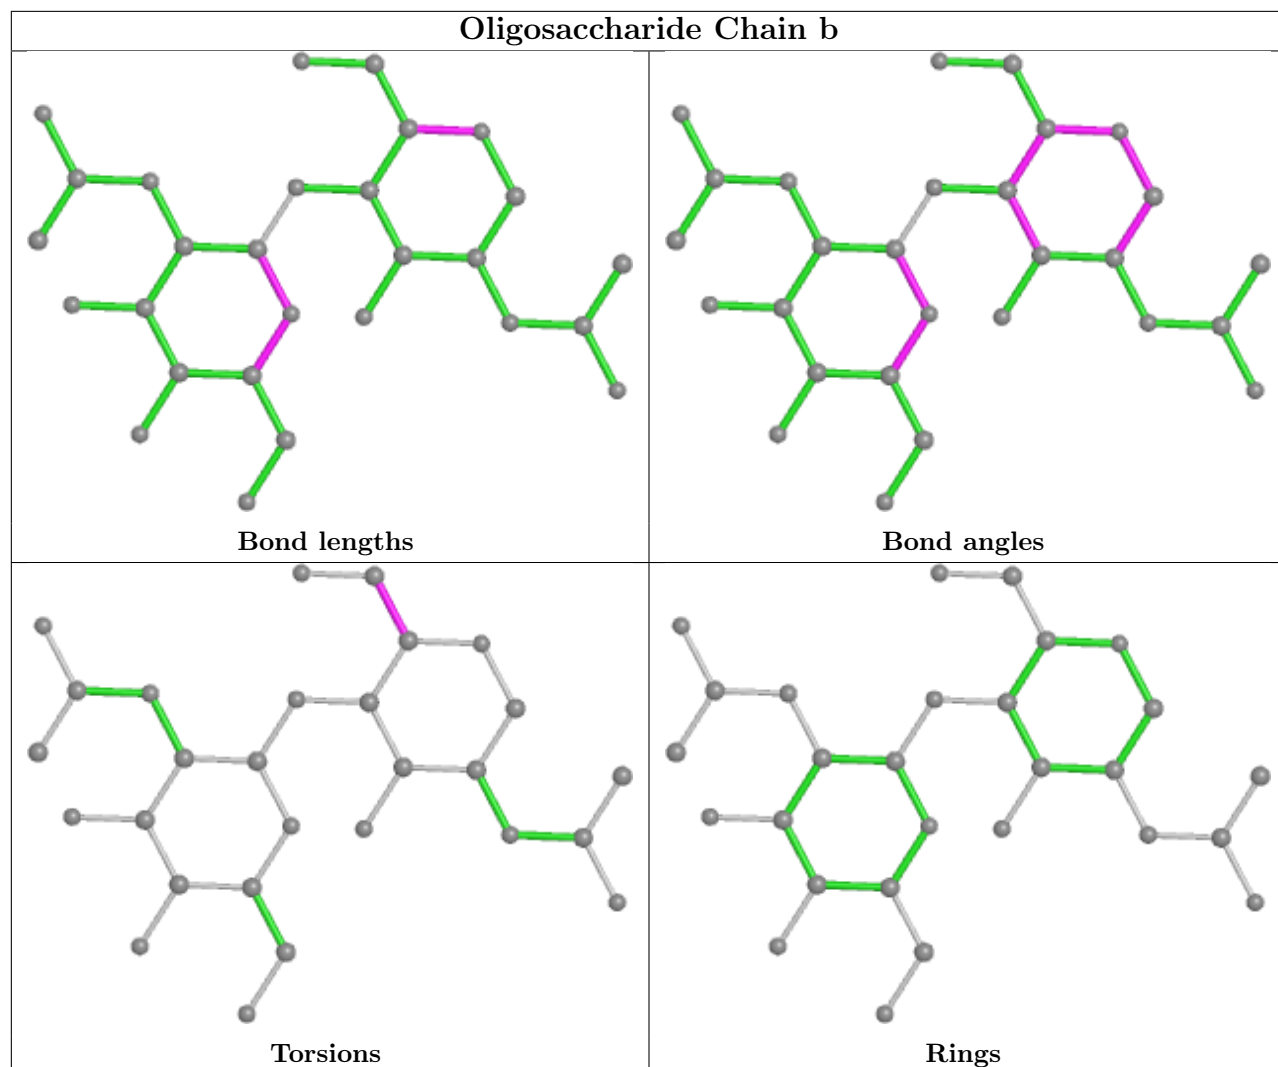 Oligosaccharide Chain b
Bond lengths
Bond angles
Torsions
Rings